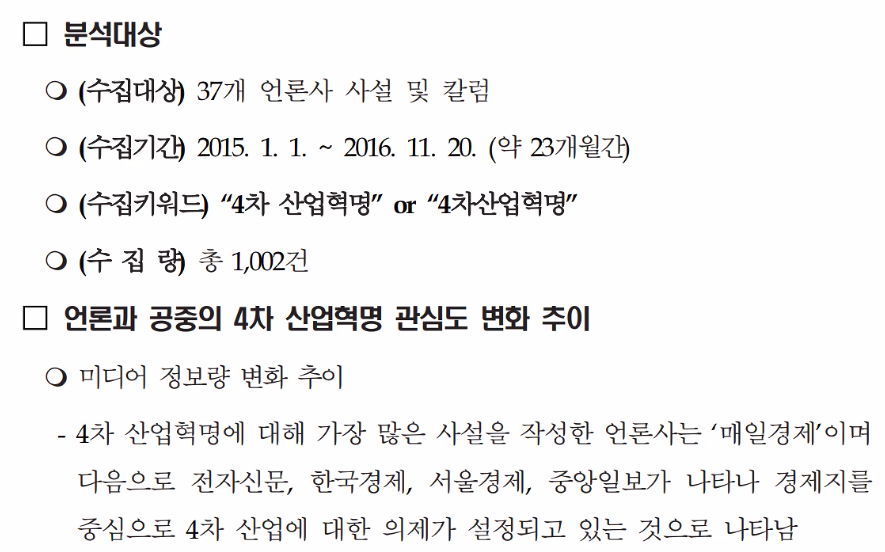 □ 분석대상
❍ (수집대상) 37개 언론사 사설 및 칼럼
❍ (수집기간) 2015. 1. 1. ~ 2016. 11. 20. (약 23개월간)
❍ (수집키워드) “4차 산업혁명” or “4차산업혁명”
❍ (수 집 량) 총 1,002건
□ 언론과 공중의 4차 산업혁명 관심도 변화 추이
❍ 미디어 정보량 변화 추이
- 4차 산업혁명에 대해 가장 많은 사설을 작성한 언론사는 ‘매일경제’이며
다음으로 전자신문, 한국경제, 서울경제, 중앙일보가 나타나 경제지를
중심으로 4차 산업에 대한 의제가 설정되고 있는 것으로 나타남